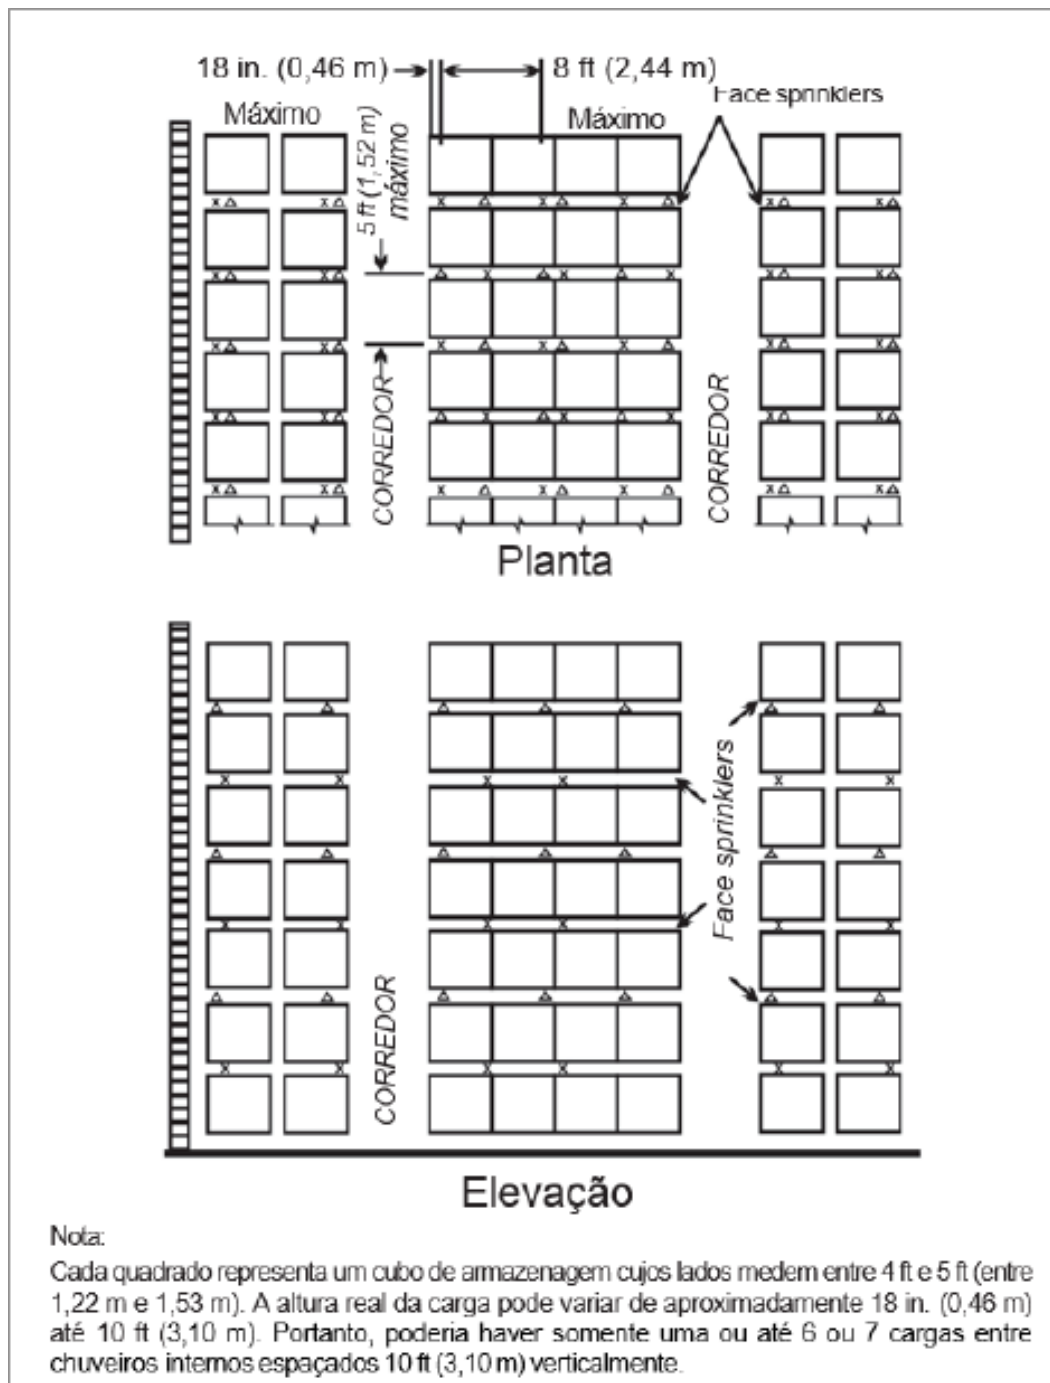 18 in. (0,46 m)
8 ft (2,44 m)
Face sprinklers
Máximo
Máximo
5 ft (1,52 m)
máximo
CORREDOR
CORREDOR
Planta
Face sprinklers
CORREDOR
Elevação
Nota:
Cada quadrado representa um cubo de armazenagem cujos lados medem entre 4 ft e 5 ft (entre
1,22 m e 1,53 m). A altura real da carga pode variar de aproximadamente 18 in. (0,46 m)
até 10 ft (3,10 m). Portanto, poderia haver somente uma ou até 6 ou 7 cargas entre
chuveiros internos espaçados 10 ft (3,10 m) verticalmente.